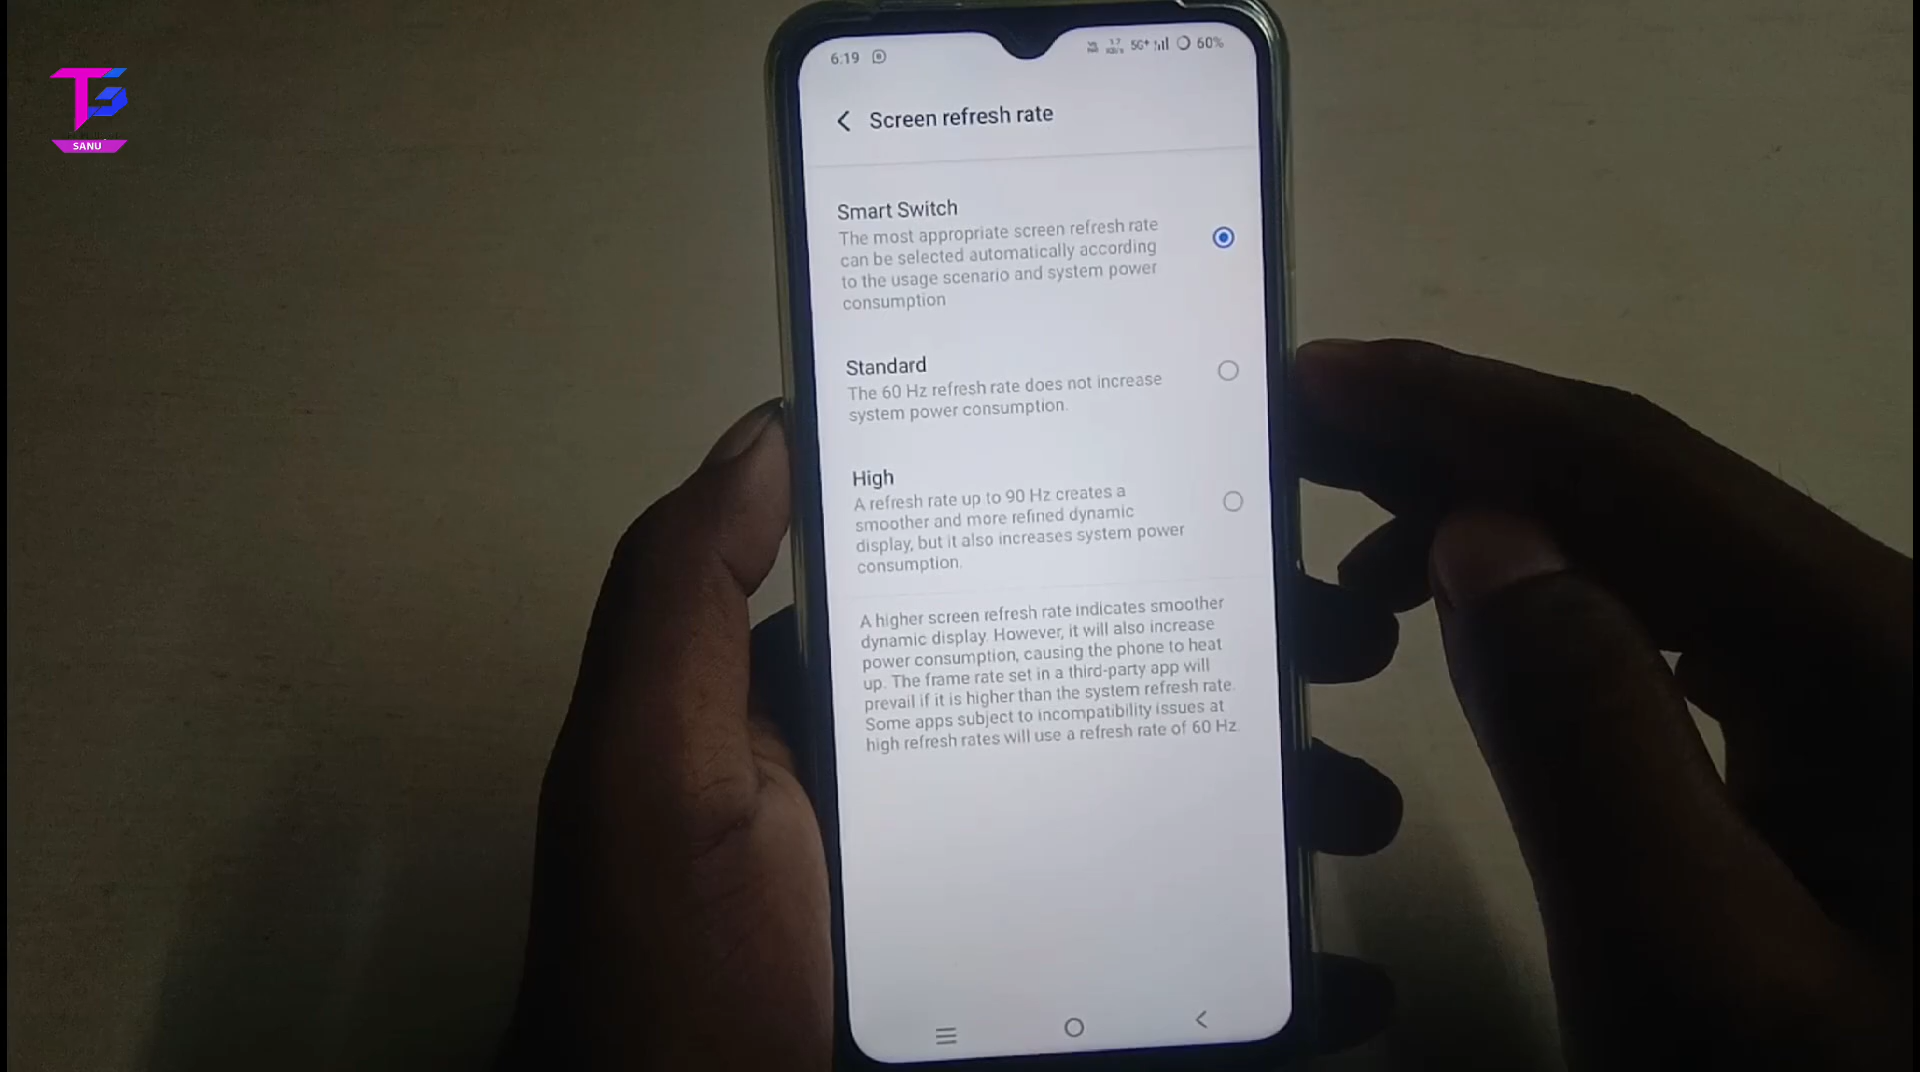 SANU
6:19
5G+ 60%
Screen refresh rate
Smart Switch
The most appropriate screen refresh rate
can be selected automatically according
to the usage scenario and system power
consumption
Standard
The 60 Hz refresh rate does not increase
system power consumption.
High
A refresh rate up to 90 Hz creates a
smoother and more refined dynamic
display, but it also increases system power
consumption.
A higher screen refresh rate indicates smoother
dynamic display. However, it will also increase
power consumption, causing the phone to heat
up. The frame rate set in a third-party app will
prevail if it is higher than the system refresh rate.
Some apps subject to incompatibility issues at
high refresh rates will use a refresh rate of 60 Hz.